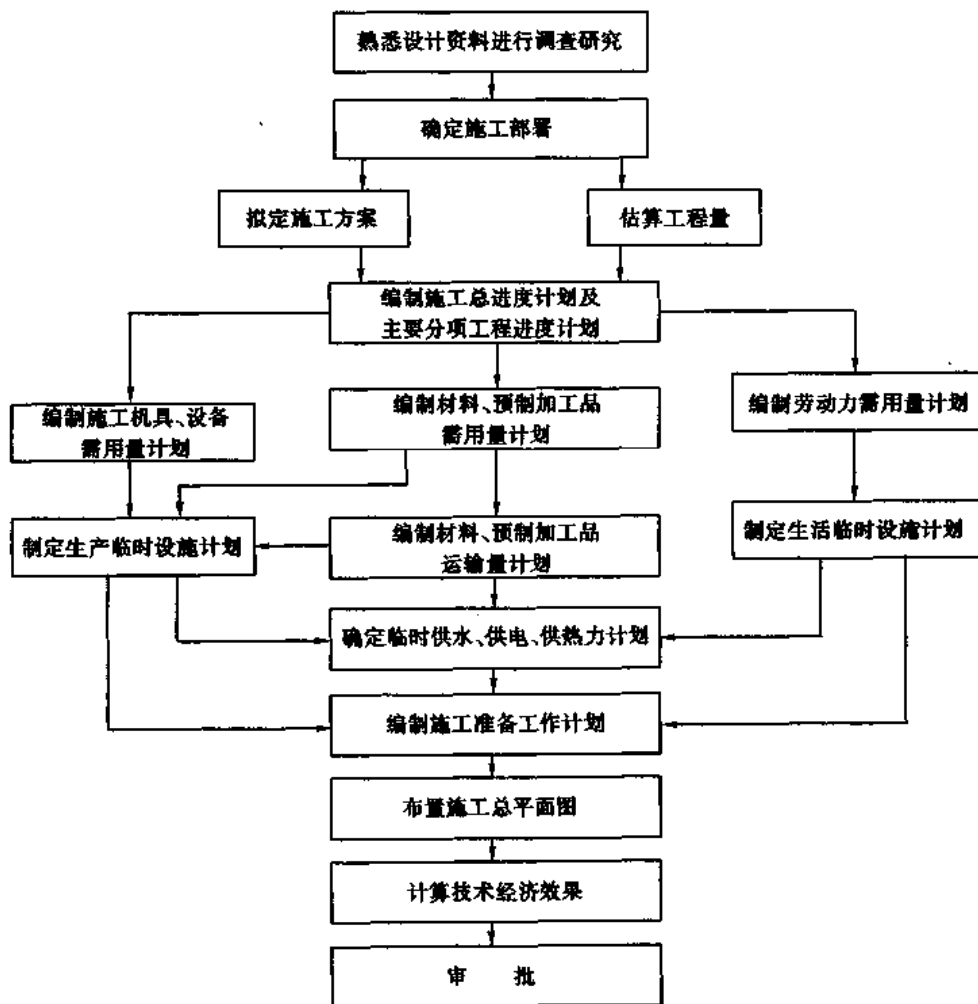 熟悉设计资料进行调查研究
确定施工部署
拟定施工方案
估算工程量
编制施工总进度计划及
主要分项工程进度计划
编制施工机具、设备
需用量计划
编制材料、预制加工品
需用量计划
编制劳动力需用量计划
制定生产临时设施计划
编制材料、预制加工品
运输量计划
制定生活临时设施计划
确定临时供水、供电、供热力计划
编制施工准备工作计划
布置施工总平面图
计算技术经济效果
审 批